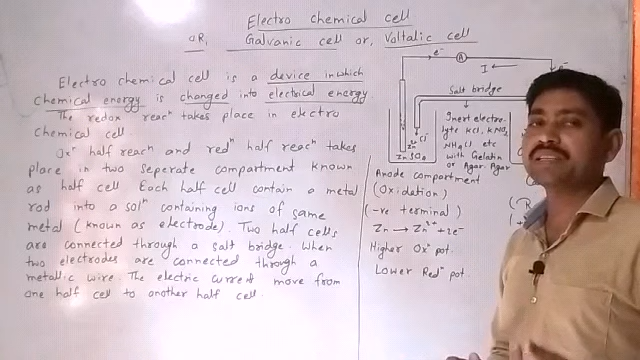 Electro chemical cell
OR, Galvanic cell or, Voltalic cell
Electro chemical cell is a device in which
chemical energy is changed into electrical energy.
The redox reacⁿ takes place in electro
chemical cell.
Oxⁿ half reacⁿ and redⁿ half reacⁿ takes
place in two seperate compartment known
as half cell Each half cell contain a metal
rod into a solⁿ containing ions of same
metal (known as electrode). Two half cells
are connected through a salt bridge. When
two electrodes are connected through a
metallic wire. The electric current move from
one half cell to another half cell.
e⁻
A
I
e⁻
Salt bridge
Inert electro-
lyte KCl, KNO₃
NH₄Cl etc
with Gelatin
or Agar-Agar
Cl⁻
Zn²⁺
ZnSO₄
Anode compartment
(Oxidation)
(-ve terminal)
Zn → Zn²⁺ + 2e⁻
Higher Oxⁿ pot.
Lower Redⁿ pot.